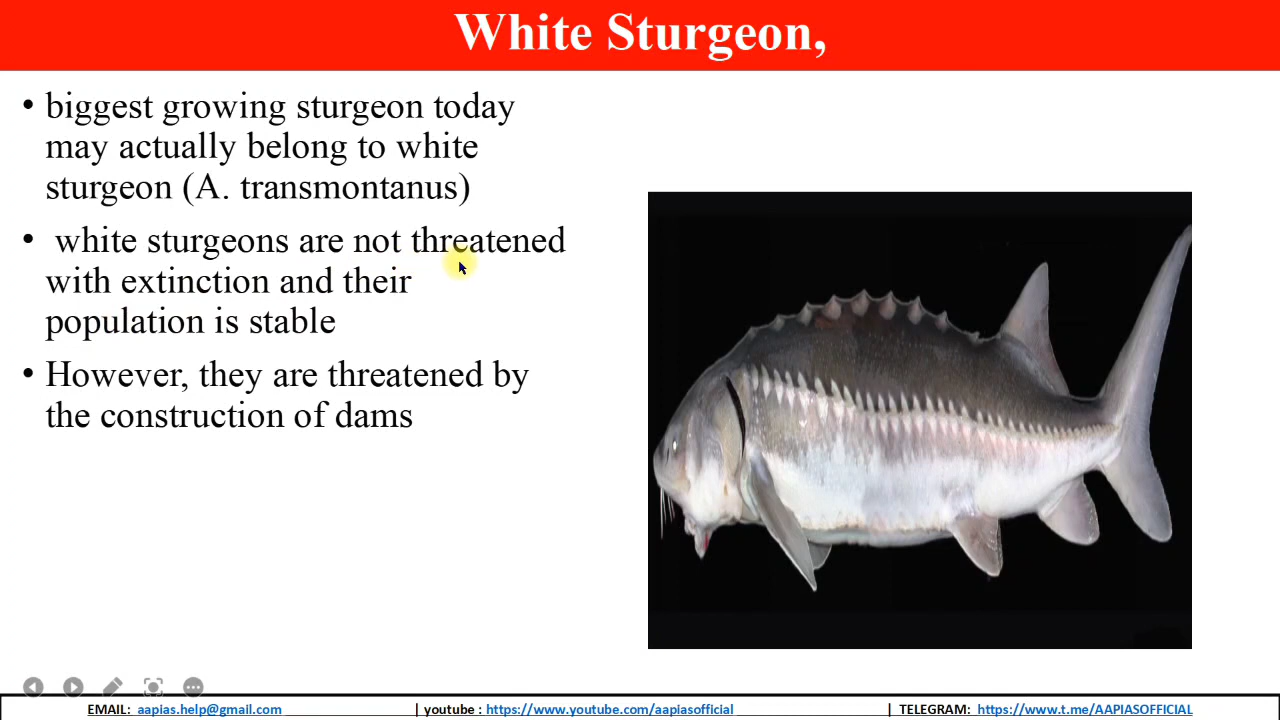 White Sturgeon,
• biggest growing sturgeon today
may actually belong to white
sturgeon (A. transmontanus)
• white sturgeons are not threatened
with extinction and their
population is stable
• However, they are threatened by
the construction of dams
EMAIL: aapias.help@gmail.com | youtube : https://www.youtube.com/aapiasofficial | TELEGRAM: https://www.t.me/AAPIASOFFICIAL